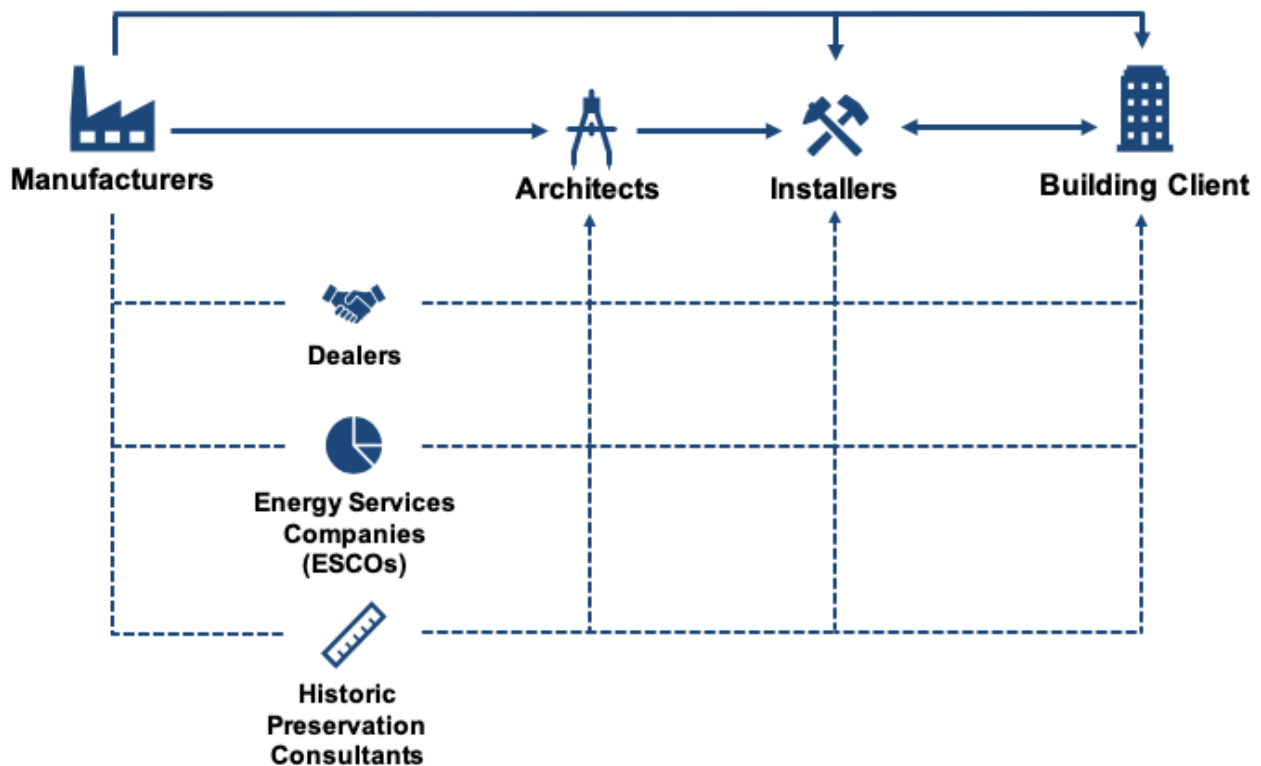 Manufacturers
Architects
Installers
Building Client
Dealers
Energy Services
Companies
(ESCOs)
Historic
Preservation
Consultants